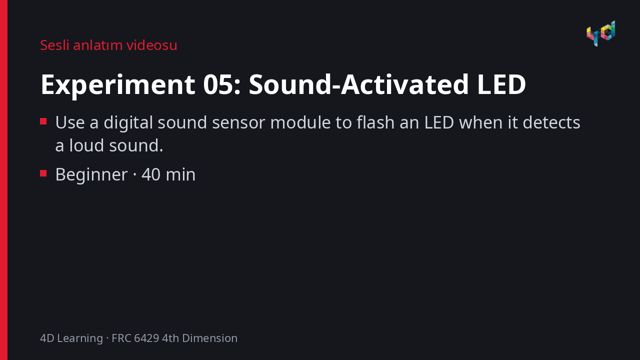 Sesli anlatım videosu
Experiment 05: Sound-Activated LED
Use a digital sound sensor module to flash an LED when it detects
a loud sound.
Beginner · 40 min
4D Learning · FRC 6429 4th Dimension
4d